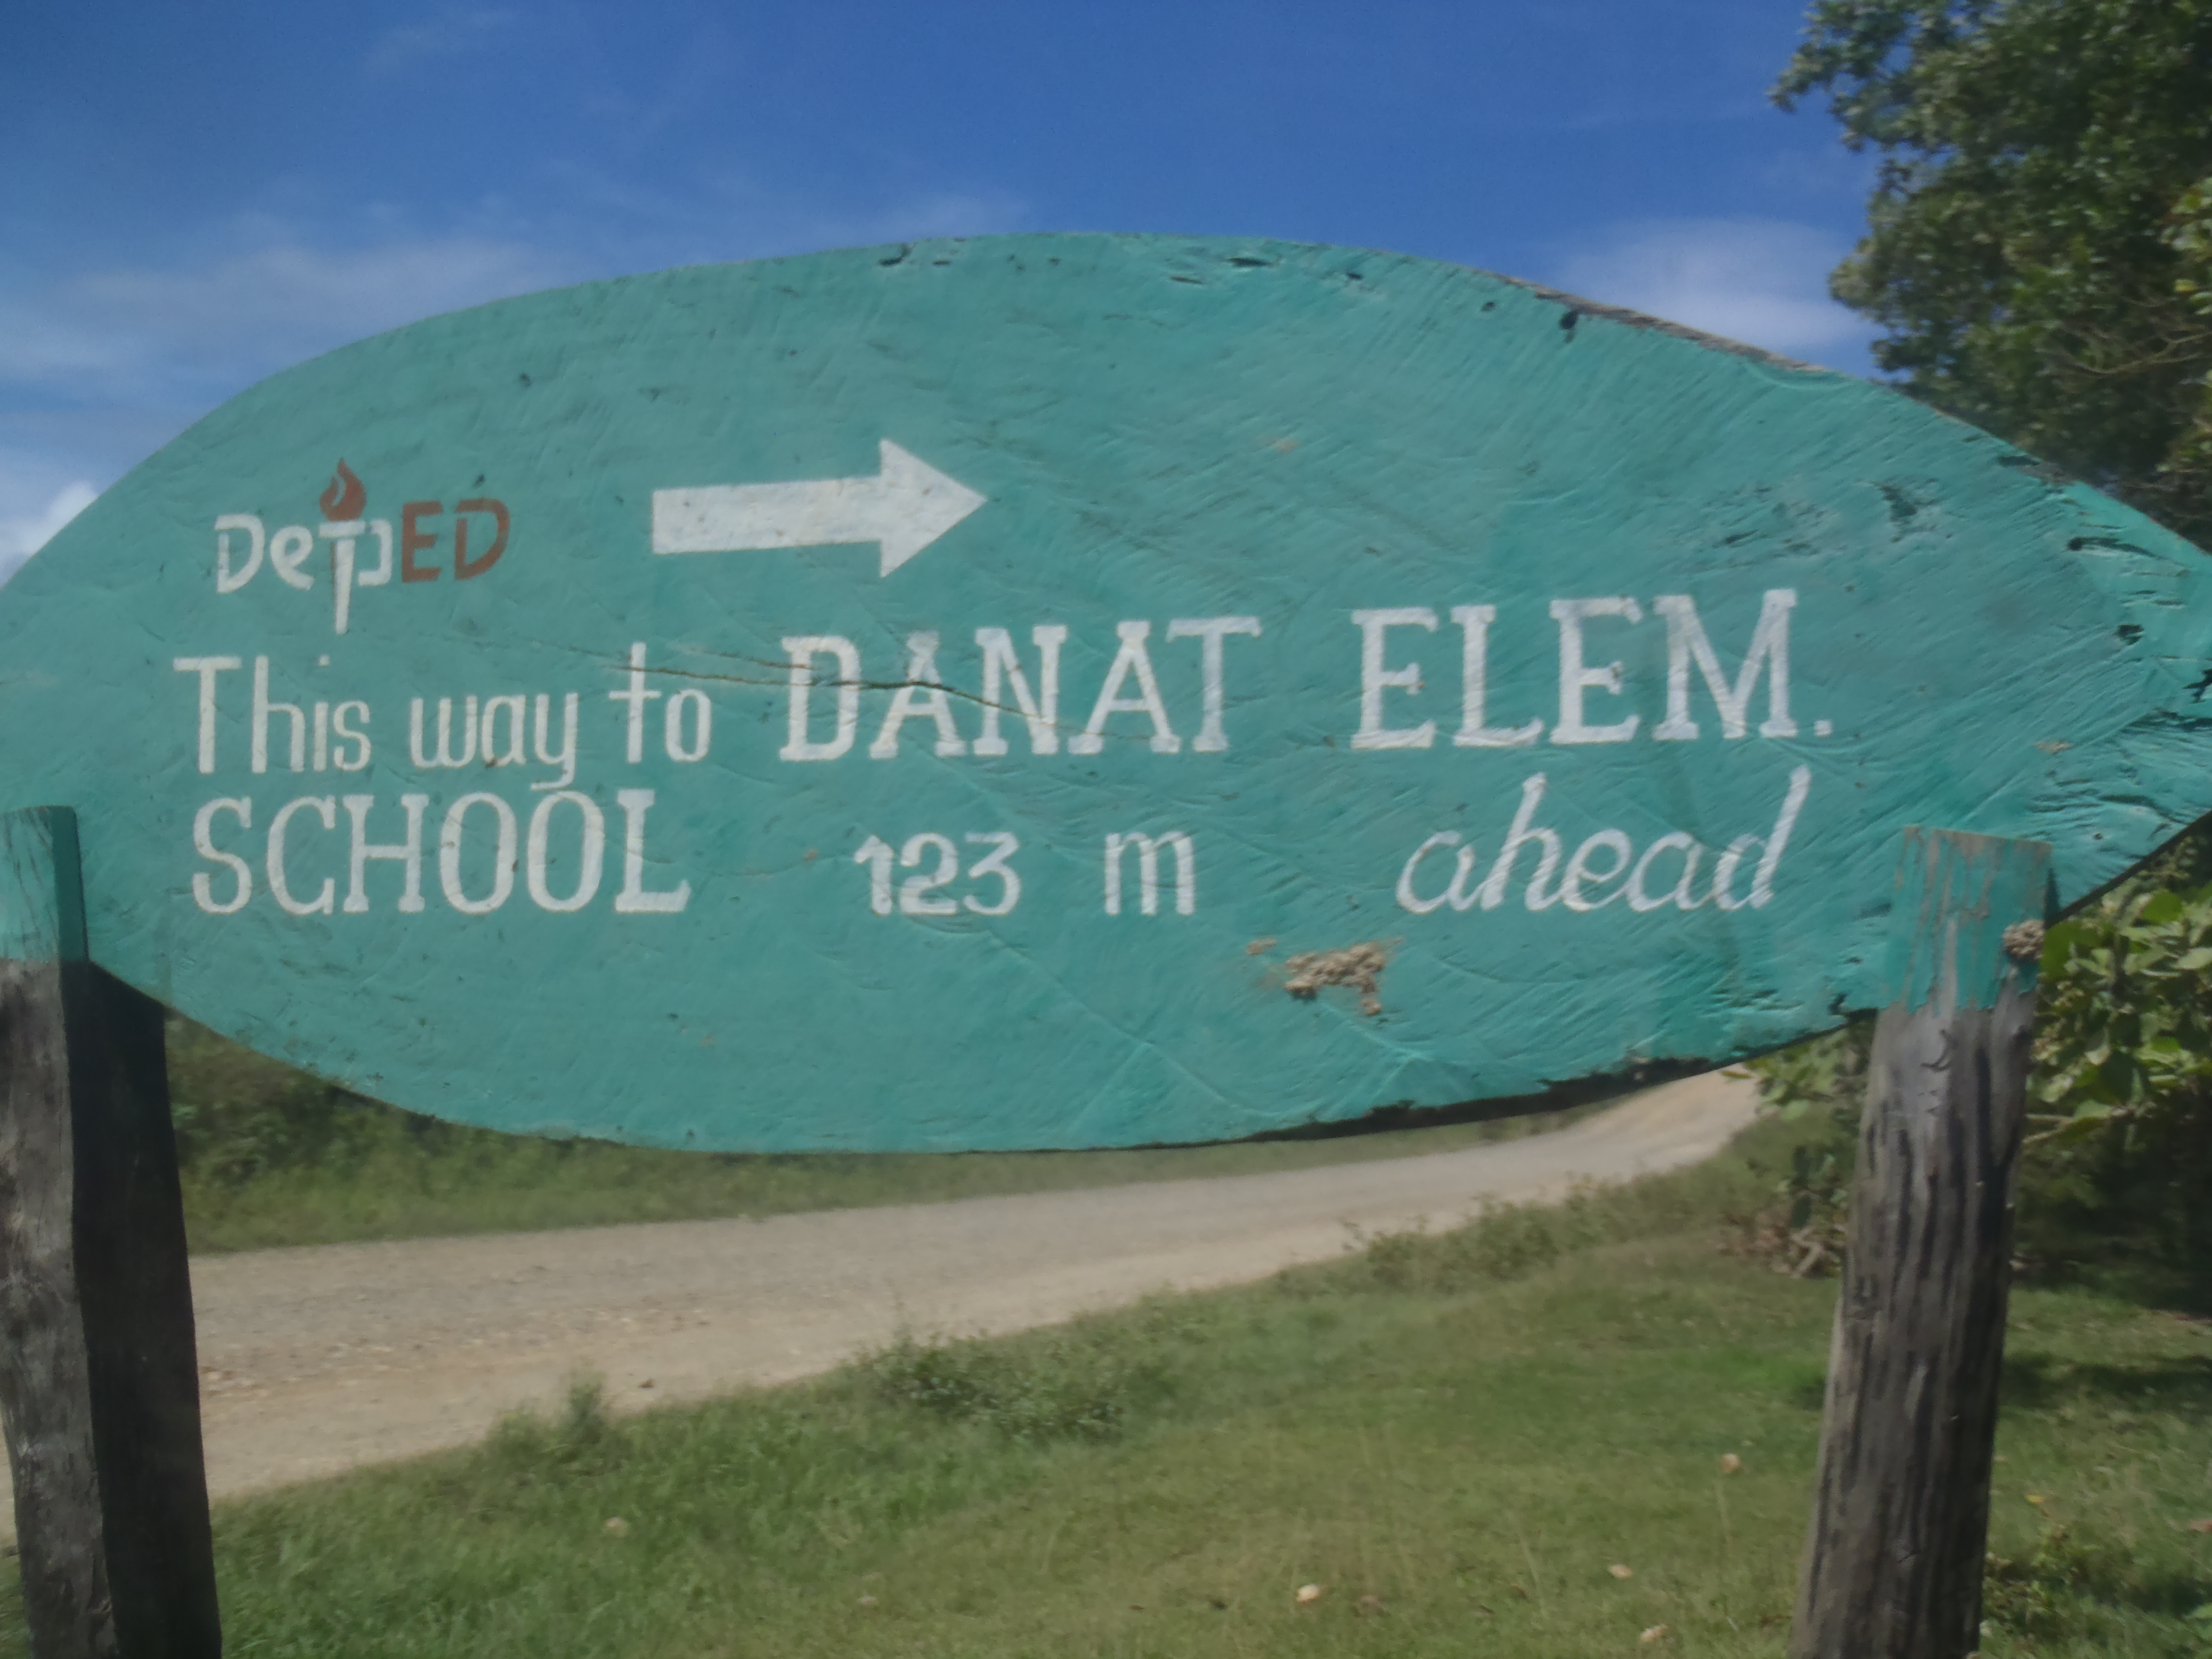 DepED
This way to DANAT ELEM.
SCHOOL 123 m ahead